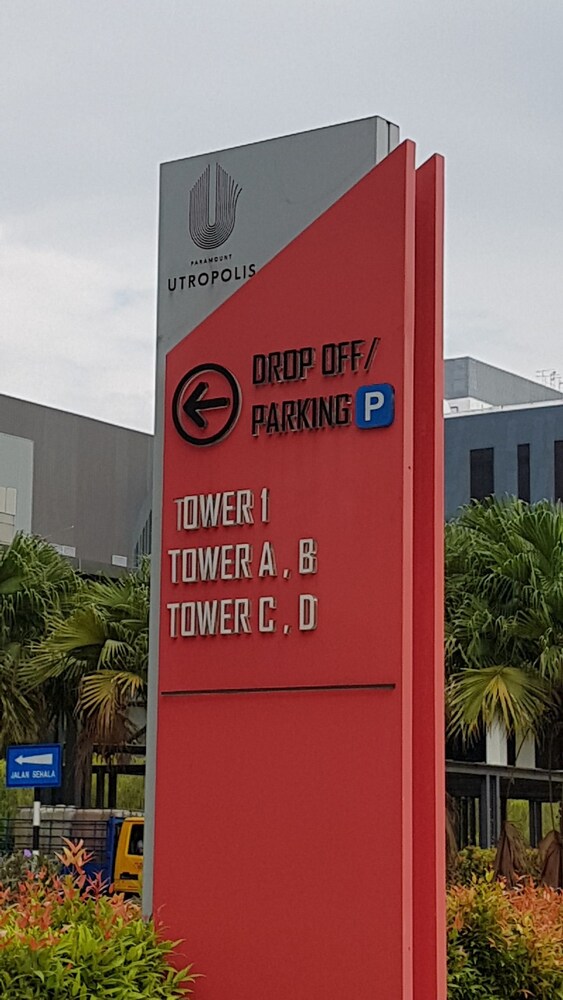 PARAMOUNT
UTROPOLIS
DROP OFF/
PARKING P
TOWER 1
TOWER A, B
TOWER C, D
JALAN SEHALA